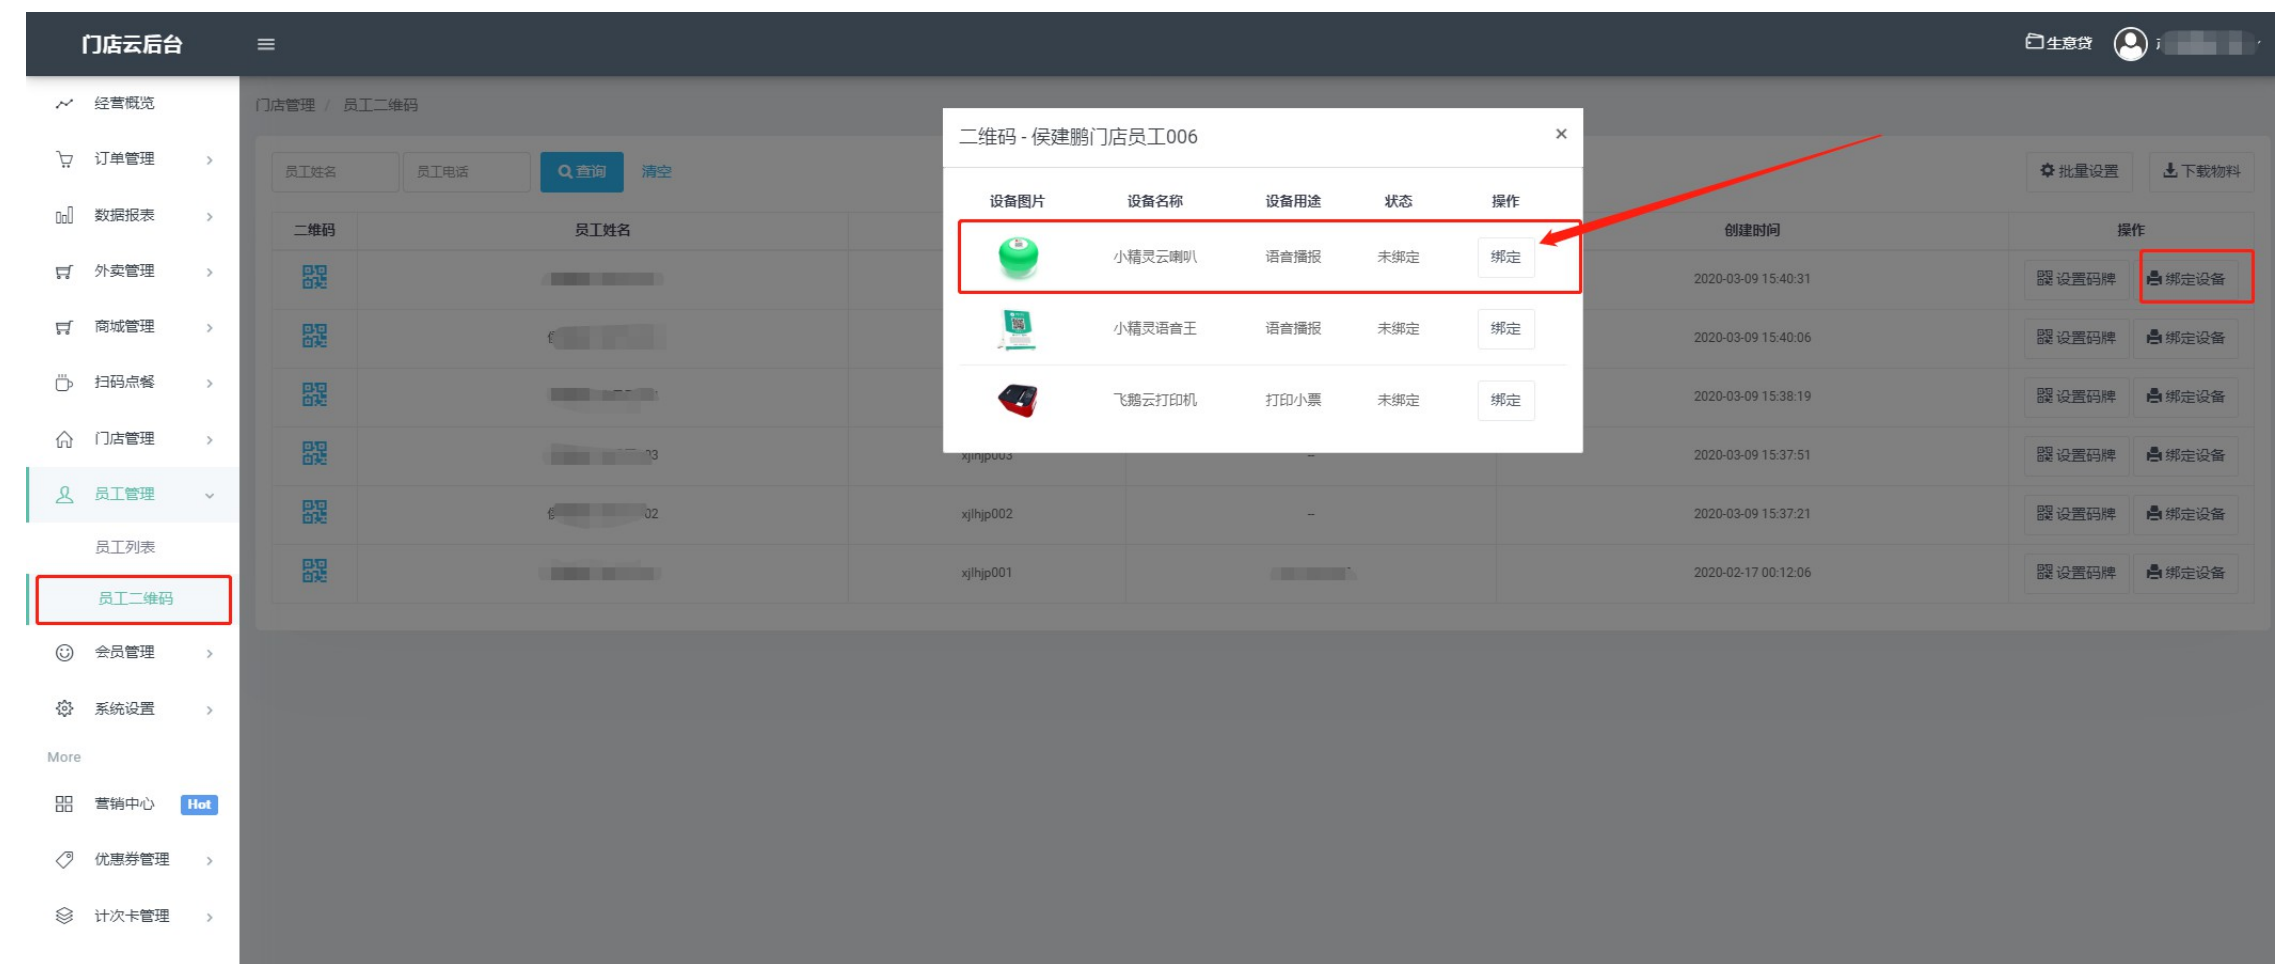 门店云后台
生意贷
经营概览
订单管理
数据报表
外卖管理
商城管理
扫码点餐
门店管理
员工管理
员工列表
员工二维码
会员管理
系统设置
More
营销中心 Hot
优惠券管理
计次卡管理
门店管理 / 员工二维码
员工姓名 员工电话 查询 清空
批量设置 下载物料
二维码 员工姓名 创建时间 操作
2020-03-09 15:40:31 设置码牌 绑定设备
2020-03-09 15:40:06 设置码牌 绑定设备
2020-03-09 15:38:19 设置码牌 绑定设备
03 xjlhjp003 -- 2020-03-09 15:37:51 设置码牌 绑定设备
02 xjlhjp002 -- 2020-03-09 15:37:21 设置码牌 绑定设备
xjlhjp001 2020-02-17 00:12:06 设置码牌 绑定设备
二维码 - 侯建鹏门店员工006 ×
设备图片 设备名称 设备用途 状态 操作
小精灵云喇叭 语音播报 未绑定 绑定
小精灵语音王 语音播报 未绑定 绑定
飞鹅云打印机 打印小票 未绑定 绑定